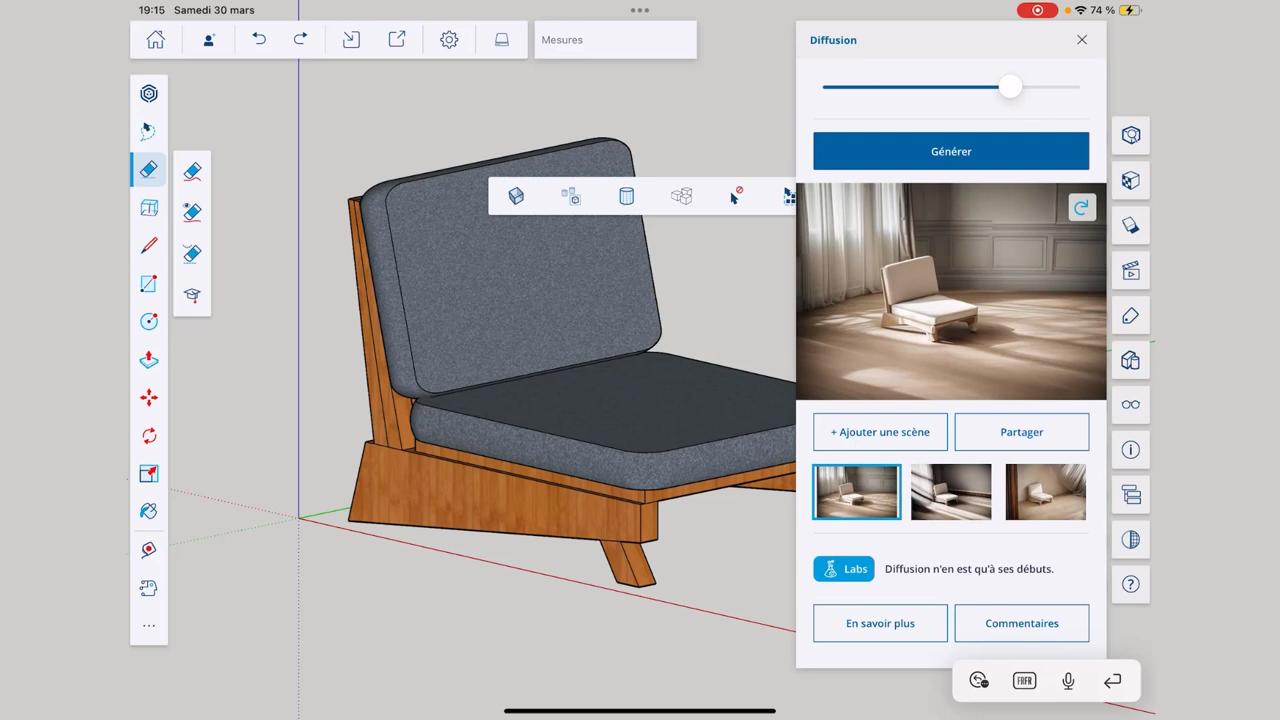 19:15 Samedi 30 mars
74 %
Mesures
Diffusion
Générer
+ Ajouter une scène
Partager
Labs
Diffusion n'en est qu'à ses débuts.
En savoir plus
Commentaires
FRFR